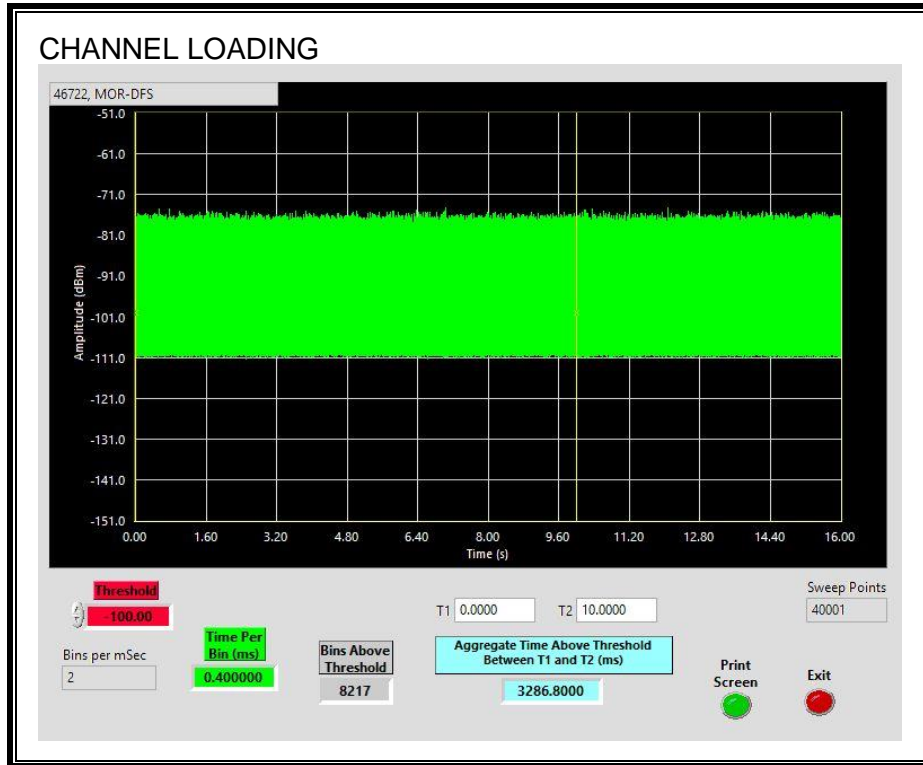 CHANNEL LOADING
46722, MOR-DFS
-51.0
-61.0
-71.0
-81.0
-91.0
-101.0
-111.0
-121.0
-131.0
-141.0
-151.0
Amplitude (dBm)
0.00 1.60 3.20 4.80 6.40 8.00 9.60 11.20 12.80 14.40 16.00
Time (s)
Threshold
-100.00
Bins per mSec
2
Time Per
Bin (ms)
0.400000
Bins Above
Threshold
8217
T1 0.0000 T2 10.0000
Aggregate Time Above Threshold
Between T1 and T2 (ms)
3286.8000
Sweep Points
40001
Print
Screen
Exit